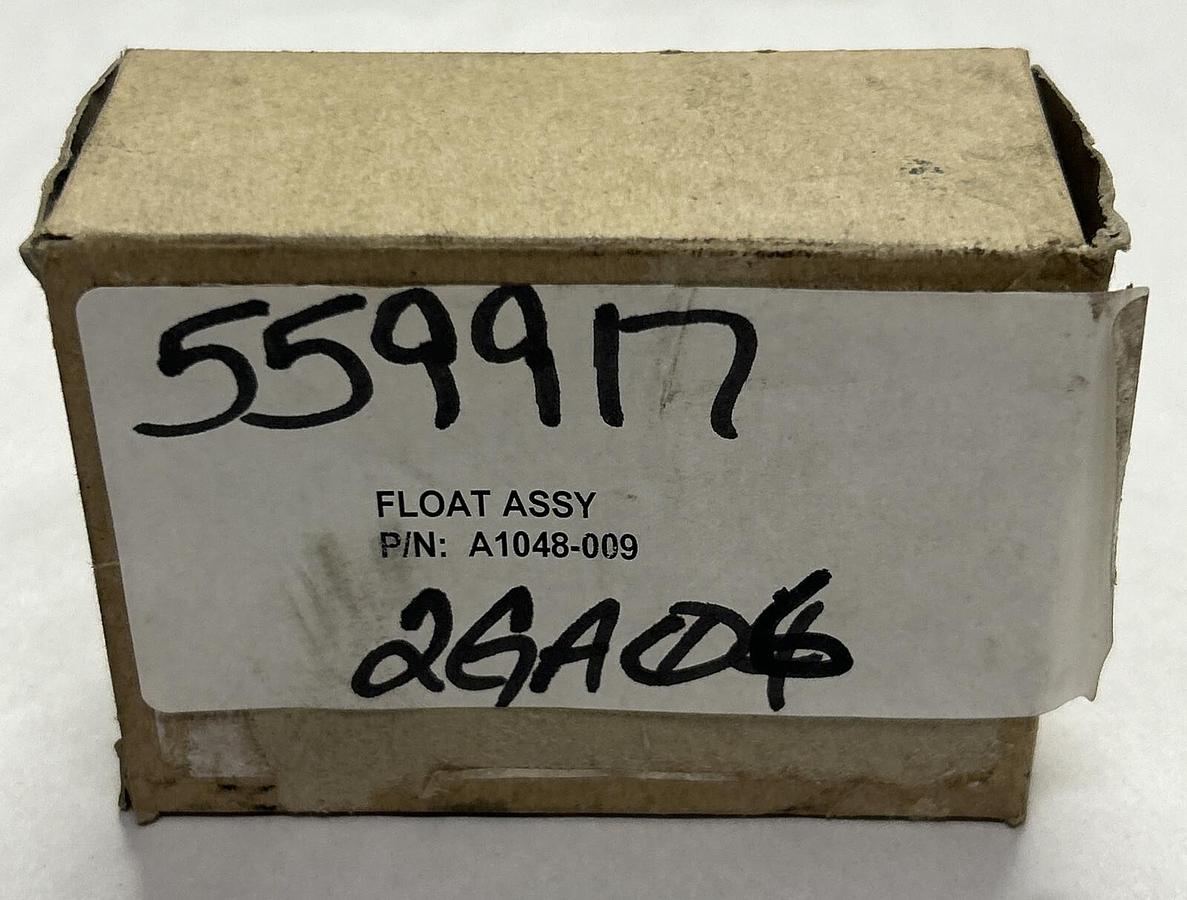 559917
FLOAT ASSY
P/N: A1048-009
2GA06